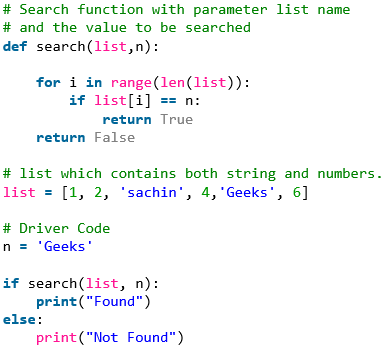 # Search function with parameter list name
# and the value to be searched
def search(list,n):
    for i in range(len(list)):
        if list[i] == n:
            return True
    return False
# list which contains both string and numbers.
list = [1, 2, 'sachin', 4,'Geeks', 6]
# Driver Code
n = 'Geeks'
if search(list, n):
    print("Found")
else:
    print("Not Found")